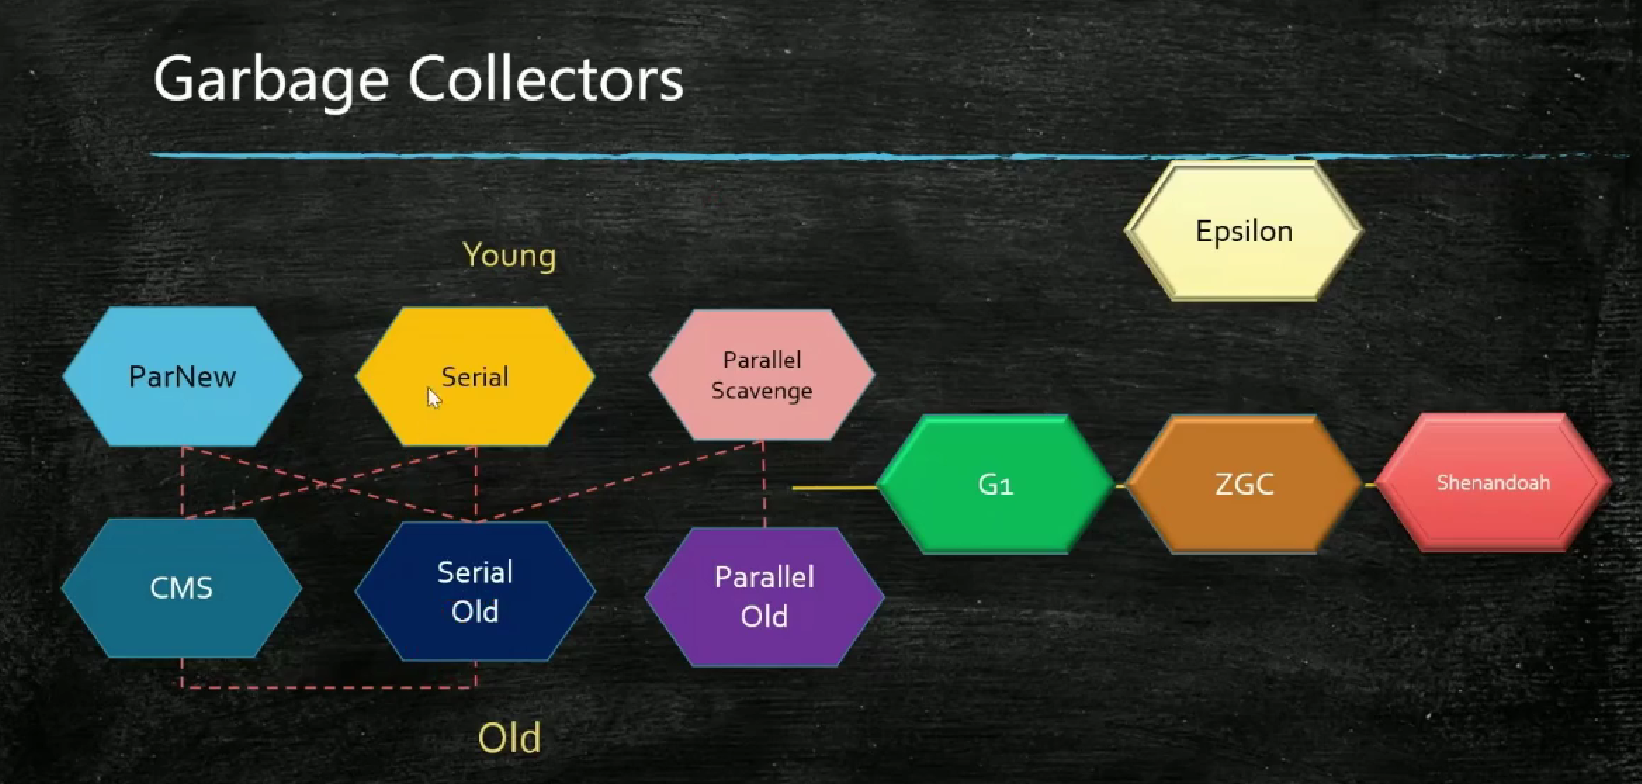 Garbage Collectors
Epsilon
Young
ParNew
Serial
Parallel
Scavenge
G1
ZGC
Shenandoah
CMS
Serial
Old
Parallel
Old
Old